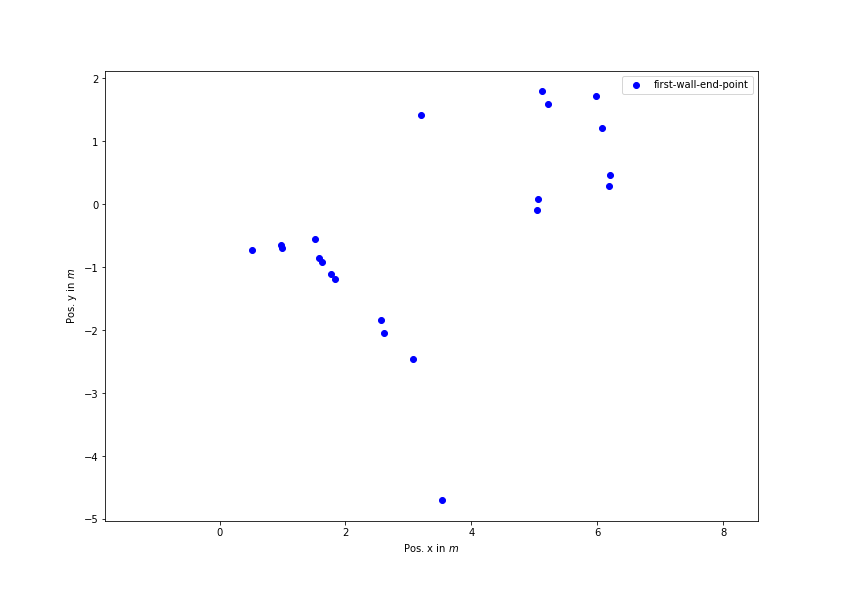 first-wall-end-point
2
1
0
−1
−2
−3
−4
−5
Pos. y in m
0 2 4 6 8
Pos. x in m